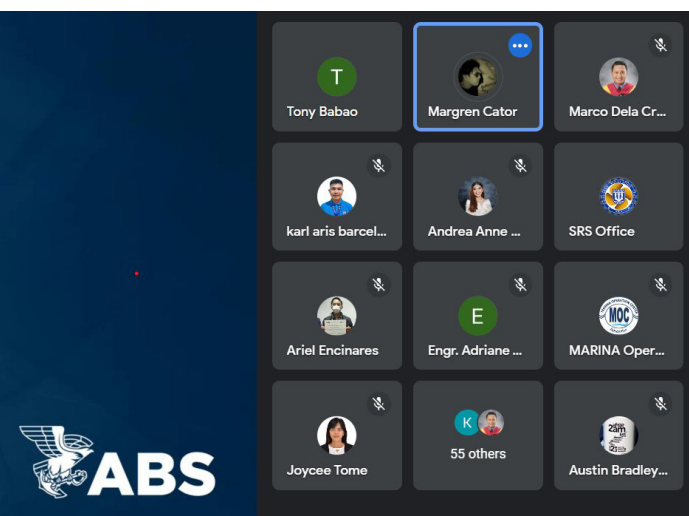 T
Tony Babao
Margren Cator
Marco Dela Cr...
karl aris barcel...
Andrea Anne ...
SRS Office
Ariel Encinares
E
Engr. Adriane ...
MOC
MARINA Oper...
ABS
Joycee Tome
K
55 others
2am
Austin Bradley...